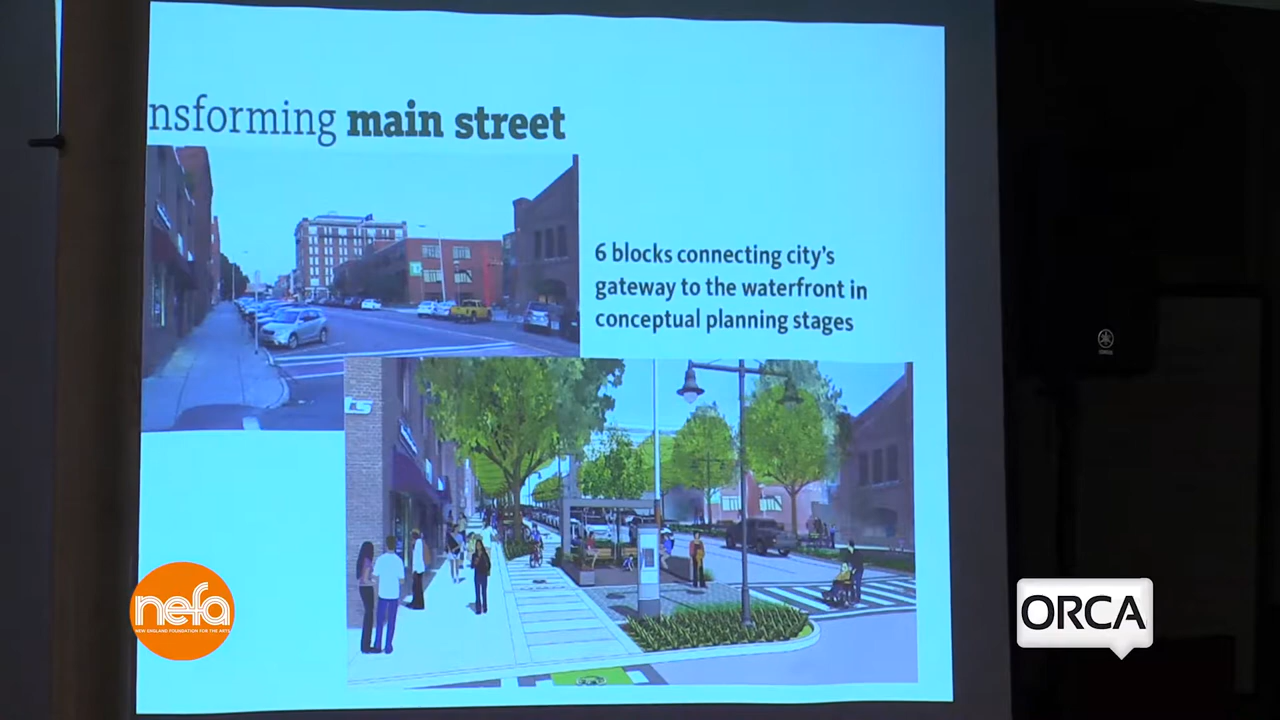 nsforming main street
6 blocks connecting city's
gateway to the waterfront in
conceptual planning stages
nefa
NEW ENGLAND FOUNDATION FOR THE ARTS
ORCA